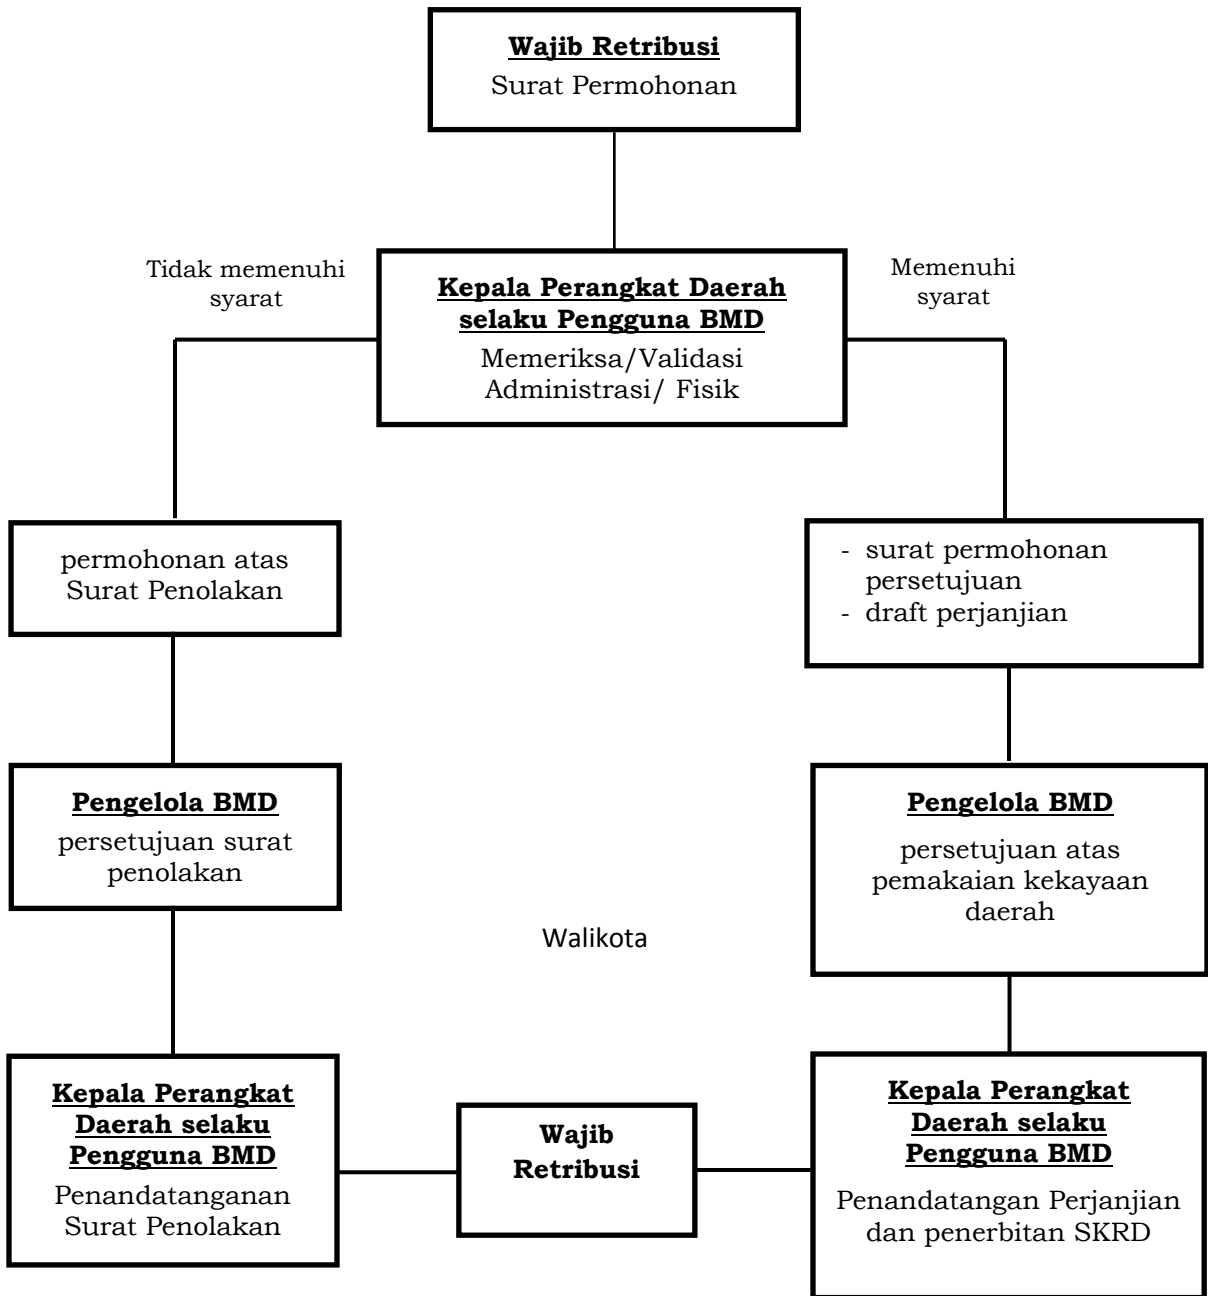 Wajib Retribusi
Surat Permohonan
Tidak memenuhi
syarat
Kepala Perangkat Daerah
selaku Pengguna BMD
Memeriksa/Validasi
Administrasi/ Fisik
Memenuhi
syarat
permohonan atas
Surat Penolakan
- surat permohonan
persetujuan
- draft perjanjian
Pengelola BMD
persetujuan surat
penolakan
Pengelola BMD
persetujuan atas
pemakaian kekayaan
daerah
Walikota
Kepala Perangkat
Daerah selaku
Pengguna BMD
Penandatanganan
Surat Penolakan
Wajib
Retribusi
Kepala Perangkat
Daerah selaku
Pengguna BMD
Penandatangan Perjanjian
dan penerbitan SKRD